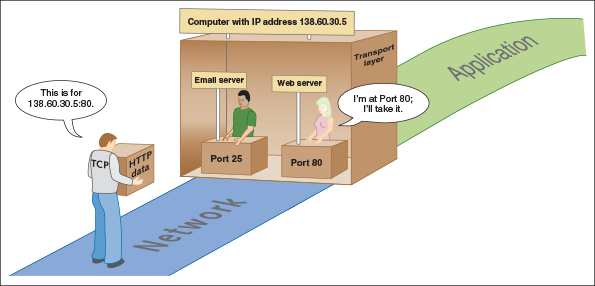 Computer with IP address 138.60.30.5
Transport
layer
Application
Email server
Web server
This is for
138.60.30.5:80.
I'm at Port 80;
I'll take it.
TCP
HTTP
data
Port 25
Port 80
Network